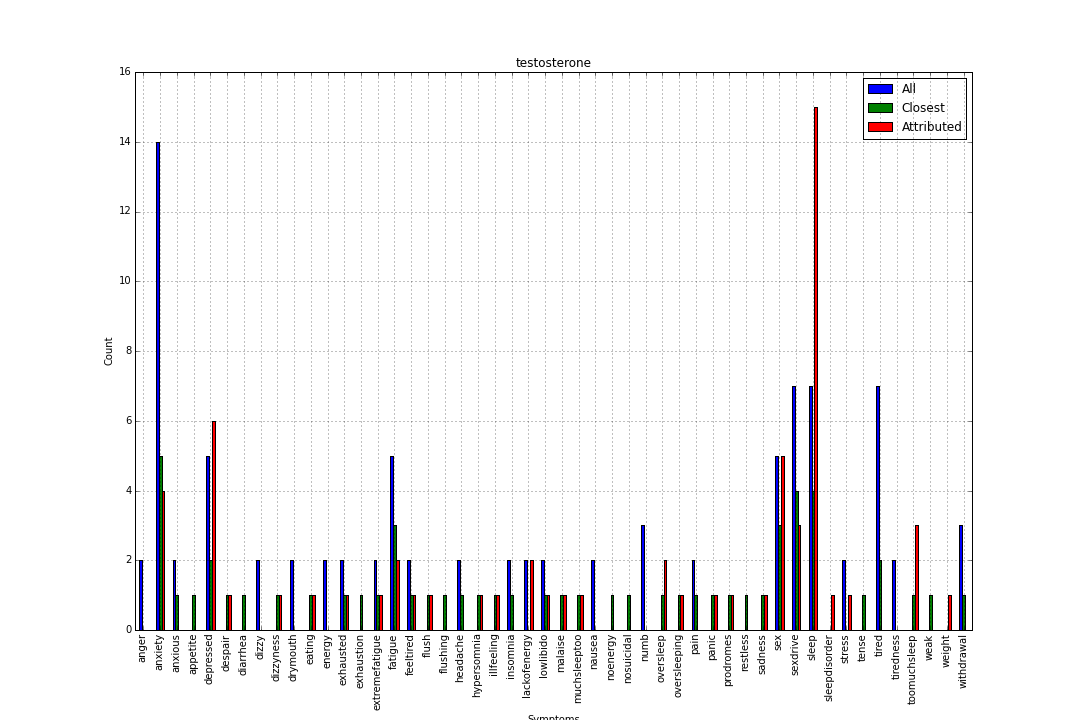 testosterone
16
14
12
10
8
6
4
2
0
Count
All
Closest
Attributed
anger
anxiety
anxious
appetite
depressed
despair
diarrhea
dizzy
dizzyness
drymouth
eating
energy
exhausted
exhaustion
extremefatigue
fatigue
feeltired
flush
flushing
headache
hypersomnia
illfeeling
insomnia
lackofenergy
lowlibido
malaise
muchsleeptoo
nausea
noenergy
nosuicidal
numb
oversleep
oversleeping
pain
panic
prodromes
restless
sadness
sex
sexdrive
sleep
sleepdisorder
stress
tense
tired
tiredness
toomuchsleep
weak
weight
withdrawal
Symptoms